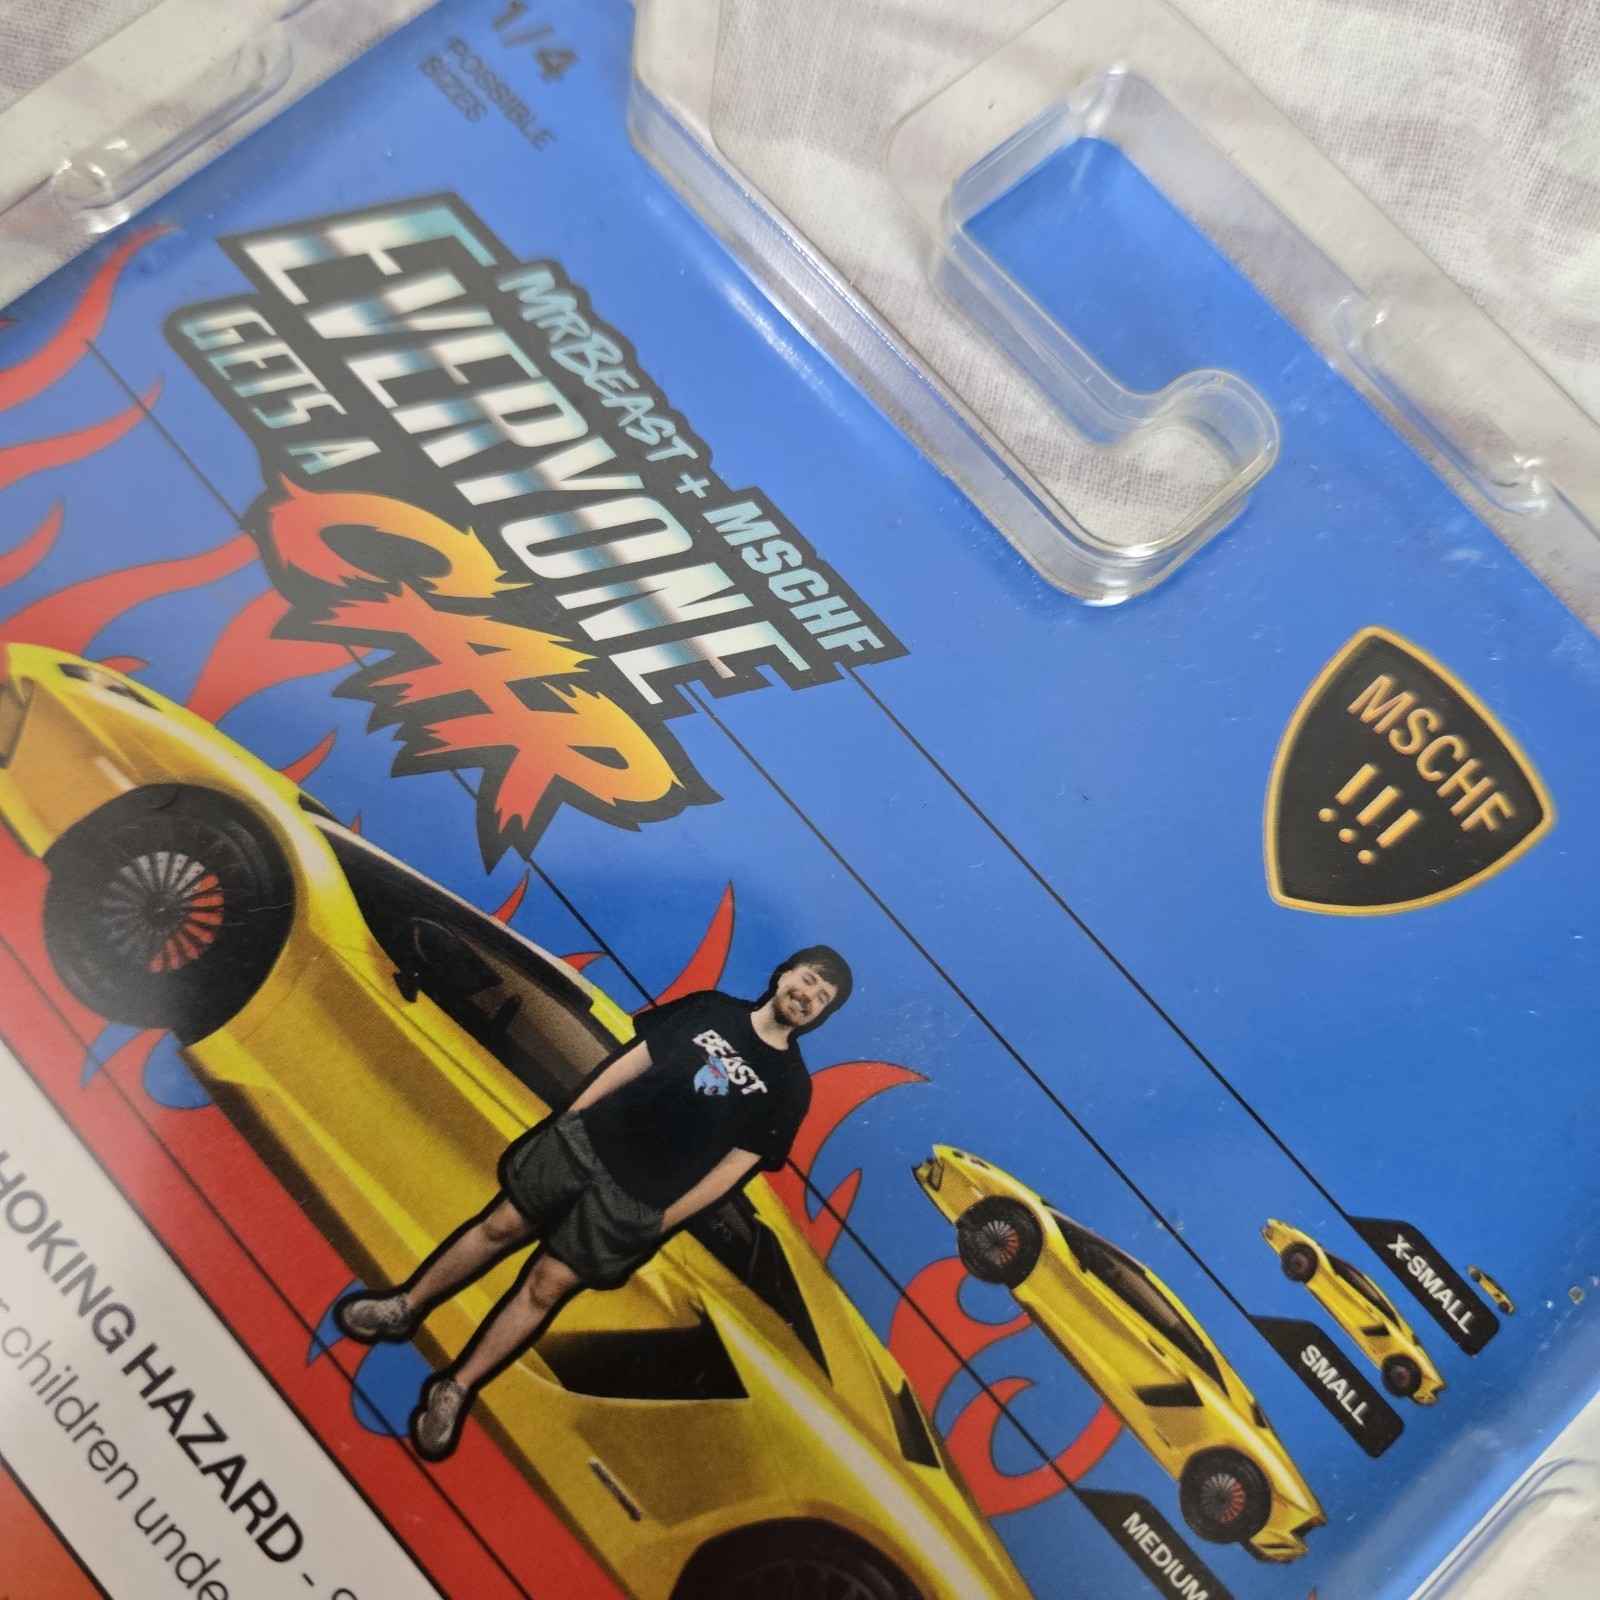 1/4
POSSIBLE
SIZES
MRBEAST + MSCHF
EVERYONE
GETS A
CAR
MSCHF
!!!
BEAST
X-SMALL
SMALL
MEDIUM
HOKING HAZARD - S
r children unde